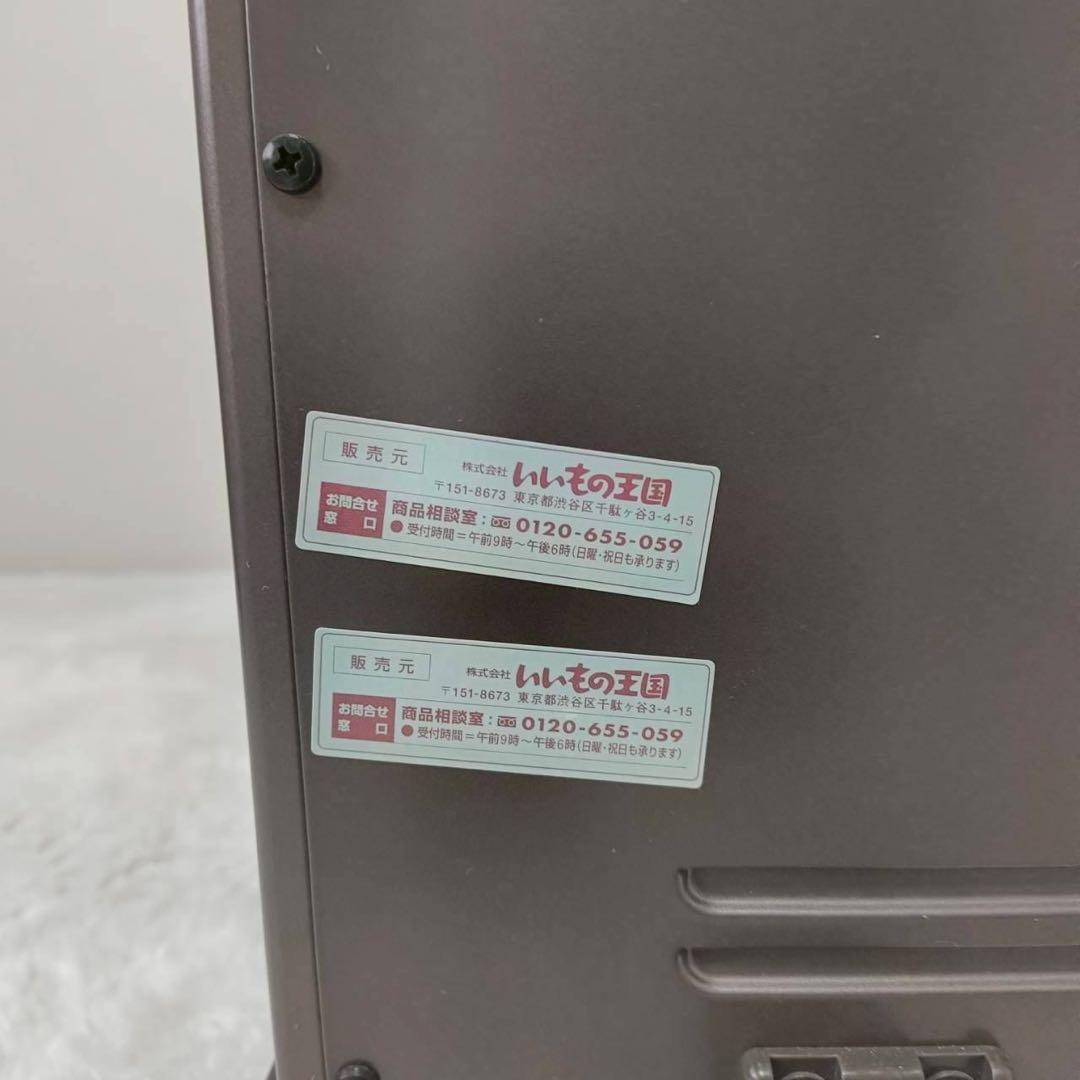 販売元
株式会社 いいもの王国
〒151-8673 東京都渋谷区千駄ヶ谷3-4-15
お問合せ窓口
商品相談室: 0120-655-059
●受付時間=午前9時〜午後6時(日曜・祝日も承ります)
販売元
株式会社 いいもの王国
〒151-8673 東京都渋谷区千駄ヶ谷3-4-15
お問合せ窓口
商品相談室: 0120-655-059
●受付時間=午前9時〜午後6時(日曜・祝日も承ります)